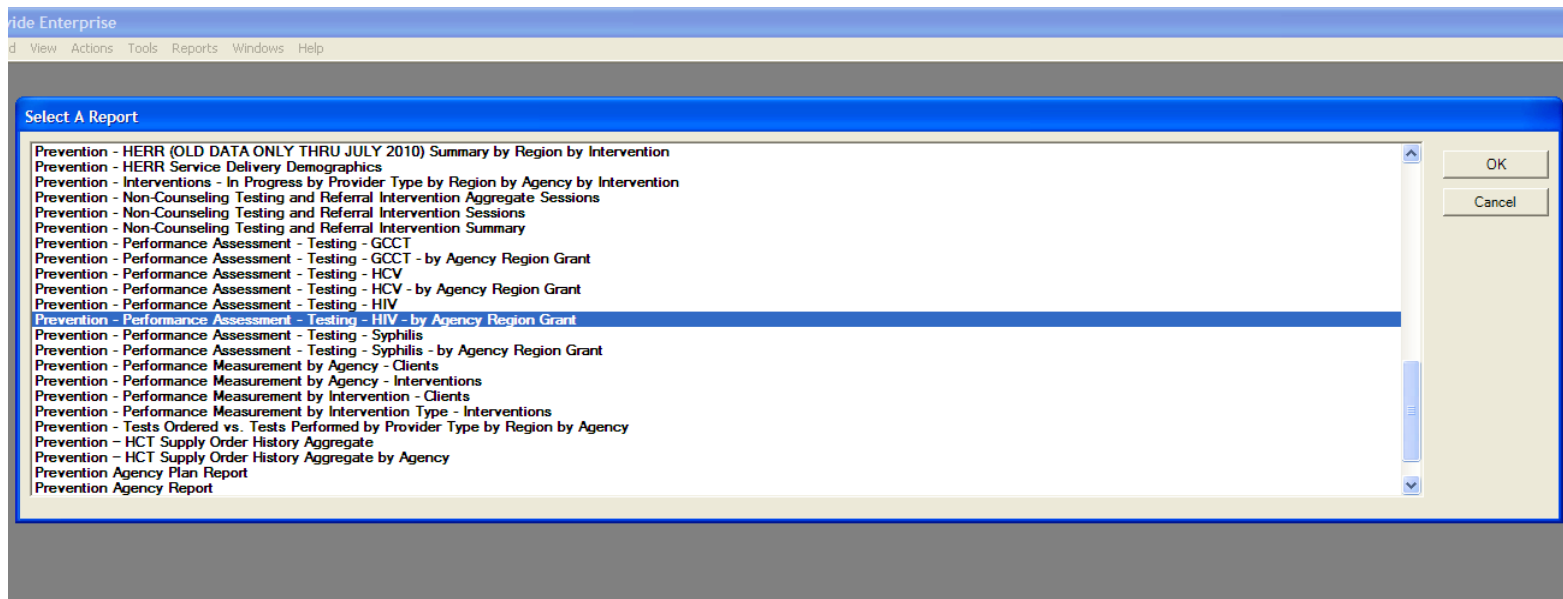 vide Enterprise
d View Actions Tools Reports Windows Help
Select A Report
Prevention - HERR (OLD DATA ONLY THRU JULY 2010) Summary by Region by Intervention
Prevention - HERR Service Delivery Demographics
Prevention - Interventions - In Progress by Provider Type by Region by Agency by Intervention
Prevention - Non-Counseling Testing and Referral Intervention Aggregate Sessions
Prevention - Non-Counseling Testing and Referral Intervention Sessions
Prevention - Non-Counseling Testing and Referral Intervention Summary
Prevention - Performance Assessment - Testing - GCCT
Prevention - Performance Assessment - Testing - GCCT - by Agency Region Grant
Prevention - Performance Assessment - Testing - HCV
Prevention - Performance Assessment - Testing - HCV - by Agency Region Grant
Prevention - Performance Assessment - Testing - HIV
Prevention - Performance Assessment - Testing - HIV - by Agency Region Grant
Prevention - Performance Assessment - Testing - Syphilis
Prevention - Performance Assessment - Testing - Syphilis - by Agency Region Grant
Prevention - Performance Measurement by Agency - Clients
Prevention - Performance Measurement by Agency - Interventions
Prevention - Performance Measurement by Intervention - Clients
Prevention - Performance Measurement by Intervention Type - Interventions
Prevention - Tests Ordered vs. Tests Performed by Provider Type by Region by Agency
Prevention – HCT Supply Order History Aggregate
Prevention – HCT Supply Order History Aggregate by Agency
Prevention Agency Plan Report
Prevention Agency Report
OK
Cancel